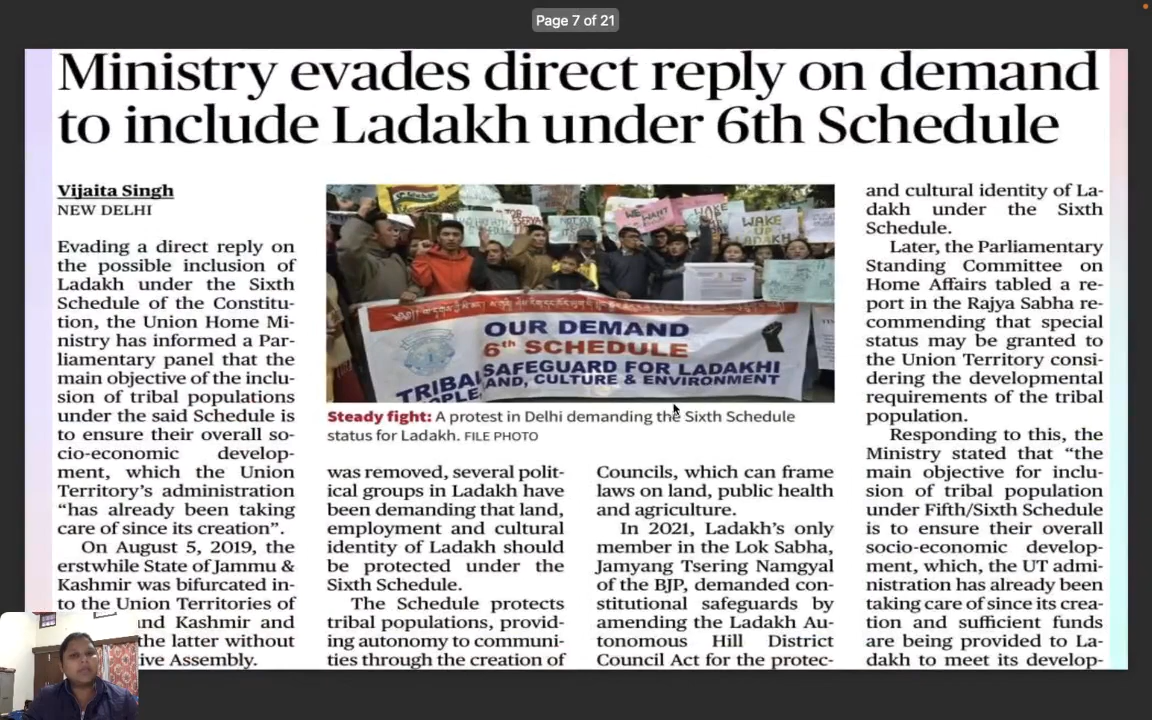 Page 7 of 21
Ministry evades direct reply on demand
to include Ladakh under 6th Schedule
Vijaita Singh
NEW DELHI
Evading a direct reply on
the possible inclusion of
Ladakh under the Sixth
Schedule of the Constitu-
tion, the Union Home Mi-
nistry has informed a Par-
liamentary panel that the
main objective of the inclu-
sion of tribal populations
under the said Schedule is
to ensure their overall so-
cio-economic develop-
ment, which the Union
Territory's administration
"has already been taking
care of since its creation".
On August 5, 2019, the
erstwhile State of Jammu &
Kashmir was bifurcated in-
to the Union Territories of
and Kashmir and
the latter without
ive Assembly.
WE WANT
WAKE
WAKE
UP
LADAKH
OUR DEMAND
6th SCHEDULE
SAFEGUARD FOR LADAKHI
TRIBAL
LAND, CULTURE & ENVIRONMENT
Steady fight: A protest in Delhi demanding the Sixth Schedule
status for Ladakh. FILE PHOTO
was removed, several polit-
ical groups in Ladakh have
been demanding that land,
employment and cultural
identity of Ladakh should
be protected under the
Sixth Schedule.
The Schedule protects
tribal populations, provid-
ing autonomy to communi-
ties through the creation of
Councils, which can frame
laws on land, public health
and agriculture.
In 2021, Ladakh's only
member in the Lok Sabha,
Jamyang Tsering Namgyal
of the BJP, demanded con-
stitutional safeguards by
amending the Ladakh Au-
tonomous Hill District
Council Act for the protec-
and cultural identity of La-
dakh under the Sixth
Schedule.
Later, the Parliamentary
Standing Committee on
Home Affairs tabled a re-
port in the Rajya Sabha re-
commending that special
status may be granted to
the Union Territory consi-
dering the developmental
requirements of the tribal
population.
Responding to this, the
Ministry stated that "the
main objective for inclu-
sion of tribal population
under Fifth/Sixth Schedule
is to ensure their overall
socio-economic develop-
ment, which, the UT admi-
nistration has already been
taking care of since its crea-
tion and sufficient funds
are being provided to La-
dakh to meet its develop-